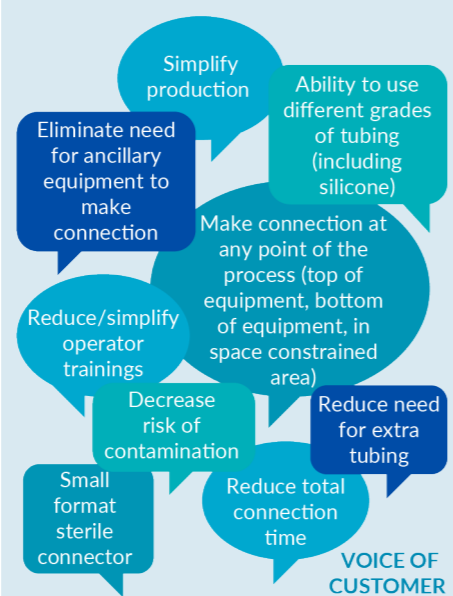 Simplify
production
Ability to use
different grades
of tubing
(including
silicone)
Eliminate need
for ancillary
equipment to
make
connection
Make connection at
any point of the
process (top of
equipment, bottom
of equipment, in
space constrained
area)
Reduce/simplify
operator
trainings
Decrease
risk of
contamination
Reduce need
for extra
tubing
Small
format
sterile
connector
Reduce total
connection
time
VOICE OF
CUSTOMER